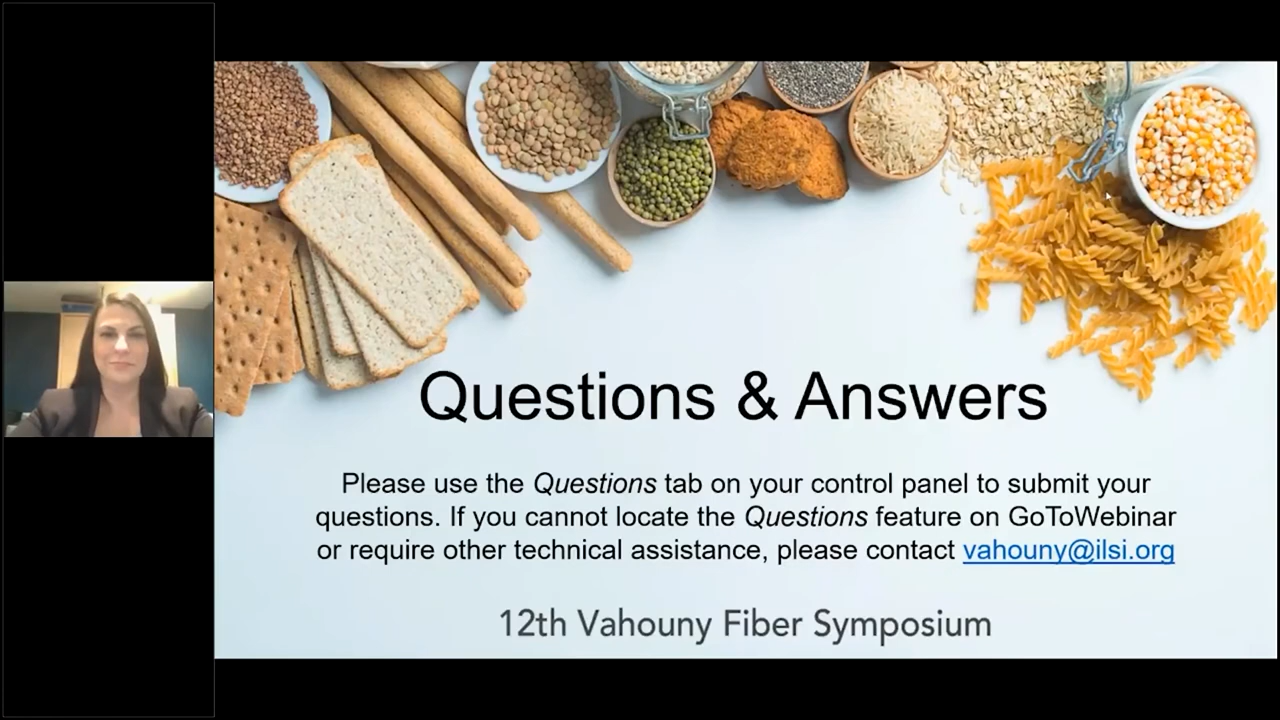 Questions & Answers
Please use the Questions tab on your control panel to submit your
questions. If you cannot locate the Questions feature on GoToWebinar
or require other technical assistance, please contact vahouny@ilsi.org
12th Vahouny Fiber Symposium